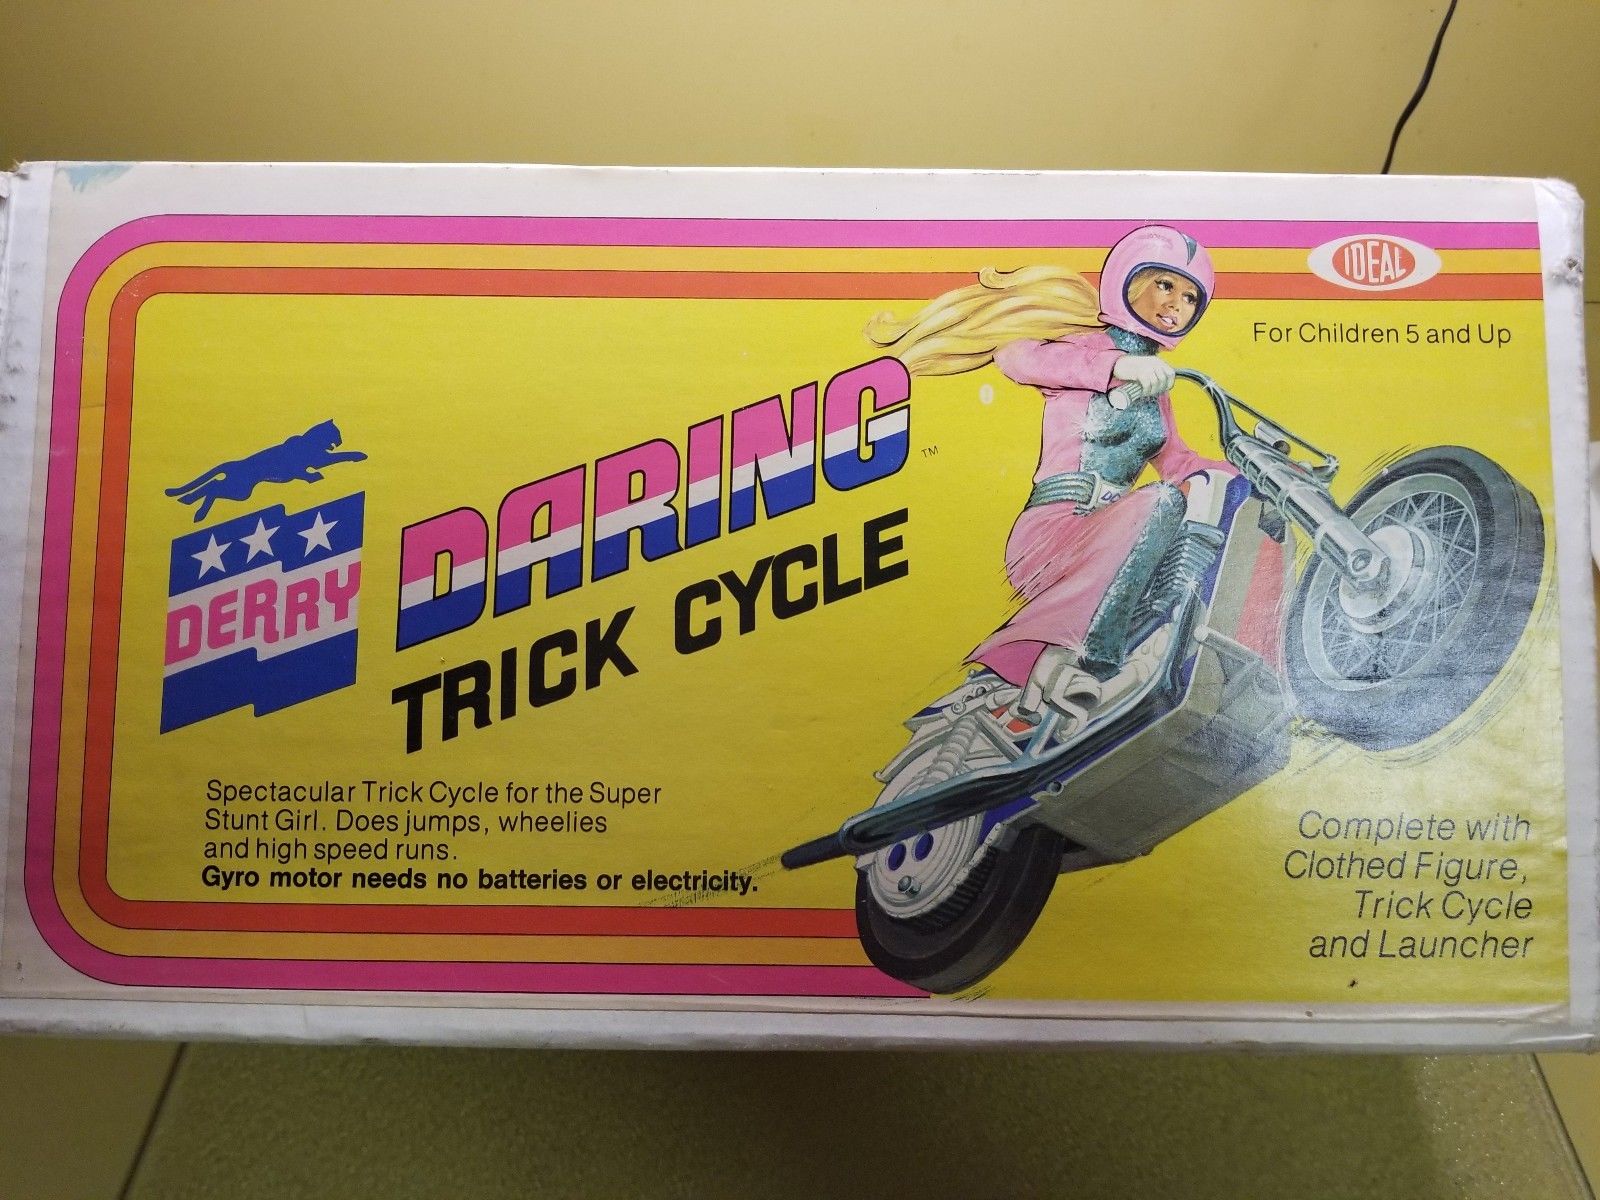 IDEAL
For Children 5 and Up
DERRY
DARING
TM
TRICK CYCLE
Spectacular Trick Cycle for the Super
Stunt Girl. Does jumps, wheelies
and high speed runs.
Gyro motor needs no batteries or electricity.
Complete with
Clothed Figure,
Trick Cycle
and Launcher